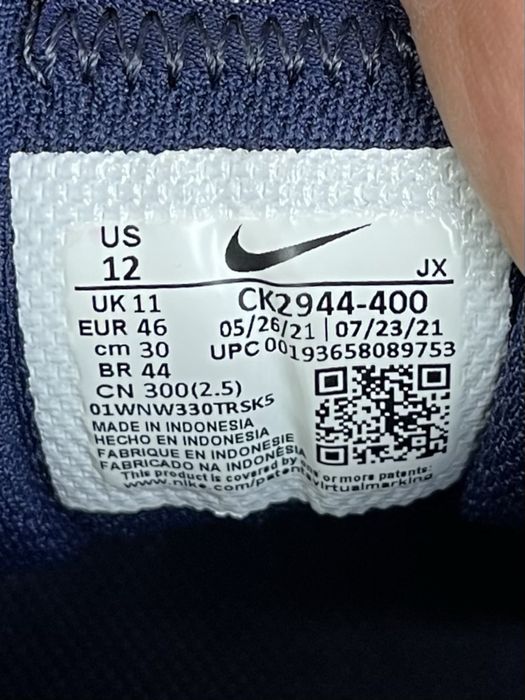 US
12
JX
UK 11
EUR 46
cm 30
BR 44
CN 300(2.5)
01WNW330TRSK5
CK2944-400
05/26/21 | 07/23/21
UPC 00193658089753
MADE IN INDONESIA
HECHO EN INDONESIA
FABRIQUE EN INDONESIE
FABRICADO NA INDONESIA
This product is covered by one or more patents:
www.nike.com/patentsvirtualmarking